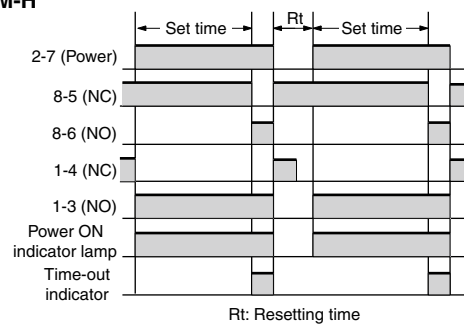 M-H
Rt
Set time
Set time
2-7 (Power)
8-5 (NC)
8-6 (NO)
1-4 (NC)
1-3 (NO)
Power ON
indicator lamp
Time-out
indicator
Rt: Resetting time